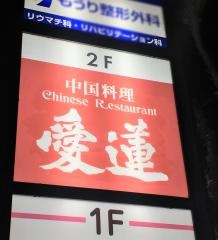 もうり整形外科
リウマチ科・リハビリテーション科
2F
中国料理
Chinese Restaurant
愛蓮
1F